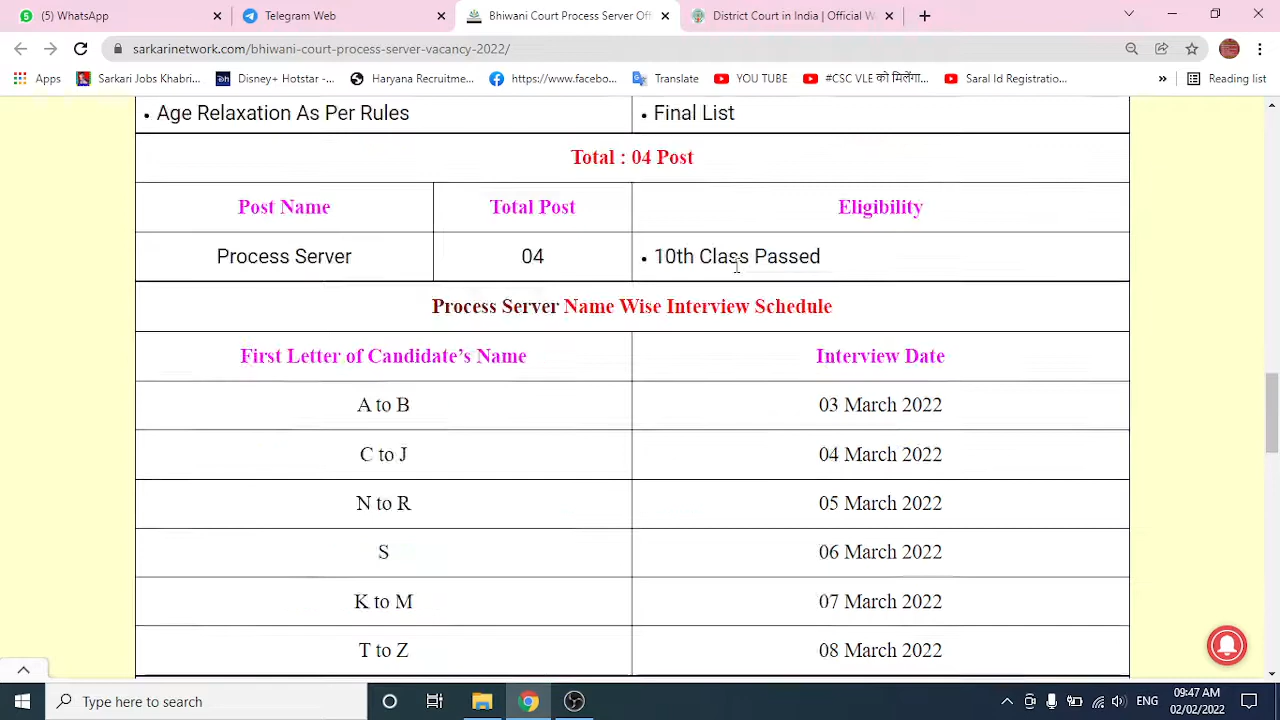 (5) WhatsApp
Telegram Web
Bhiwani Court Process Server Off
District Court in India | Official W
sarkarinetwork.com/bhiwani-court-process-server-vacancy-2022/
Apps
Sarkari Jobs Khabri...
Disney+ Hotstar -...
Haryana Recruitme...
https://www.facebo...
Translate
YOU TUBE
#CSC VLE को मिलेंगा...
Saral Id Registratio...
»
Reading list
• Age Relaxation As Per Rules
• Final List
Total : 04 Post
Post Name
Total Post
Eligibility
Process Server
04
• 10th Class Passed
Process Server Name Wise Interview Schedule
First Letter of Candidate’s Name
Interview Date
A to B
03 March 2022
C to J
04 March 2022
N to R
05 March 2022
S
06 March 2022
K to M
07 March 2022
T to Z
08 March 2022
Type here to search
ENG
09:47 AM
02/02/2022